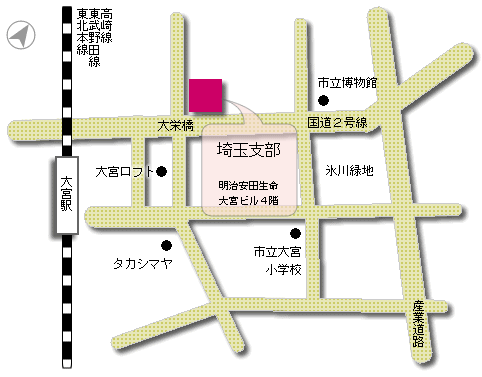 高崎線
東武野田線
東北本線
市立博物館
大栄橋
国道２号線
埼玉支部
明治安田生命
大宮ビル４階
大宮ロフト
氷川緑地
大宮駅
タカシマヤ
市立大宮
小学校
産業道路